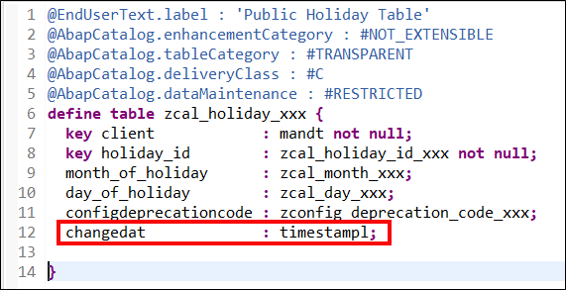 1 @EndUserText.label : 'Public Holiday Table'
2 @AbapCatalog.enhancementCategory : #NOT_EXTENSIBLE
3 @AbapCatalog.tableCategory : #TRANSPARENT
4 @AbapCatalog.deliveryClass : #C
5 @AbapCatalog.dataMaintenance : #RESTRICTED
6 define table zcal_holiday_xxx {
7 key client : mandt not null;
8 key holiday_id : zcal_holiday_id_xxx not null;
9 month_of_holiday : zcal_month_xxx;
10 day_of_holiday : zcal_day_xxx;
11 configdeprecationcode : zconfig_deprecation_code_xxx;
12 changedat : timestampl;
13
14 }